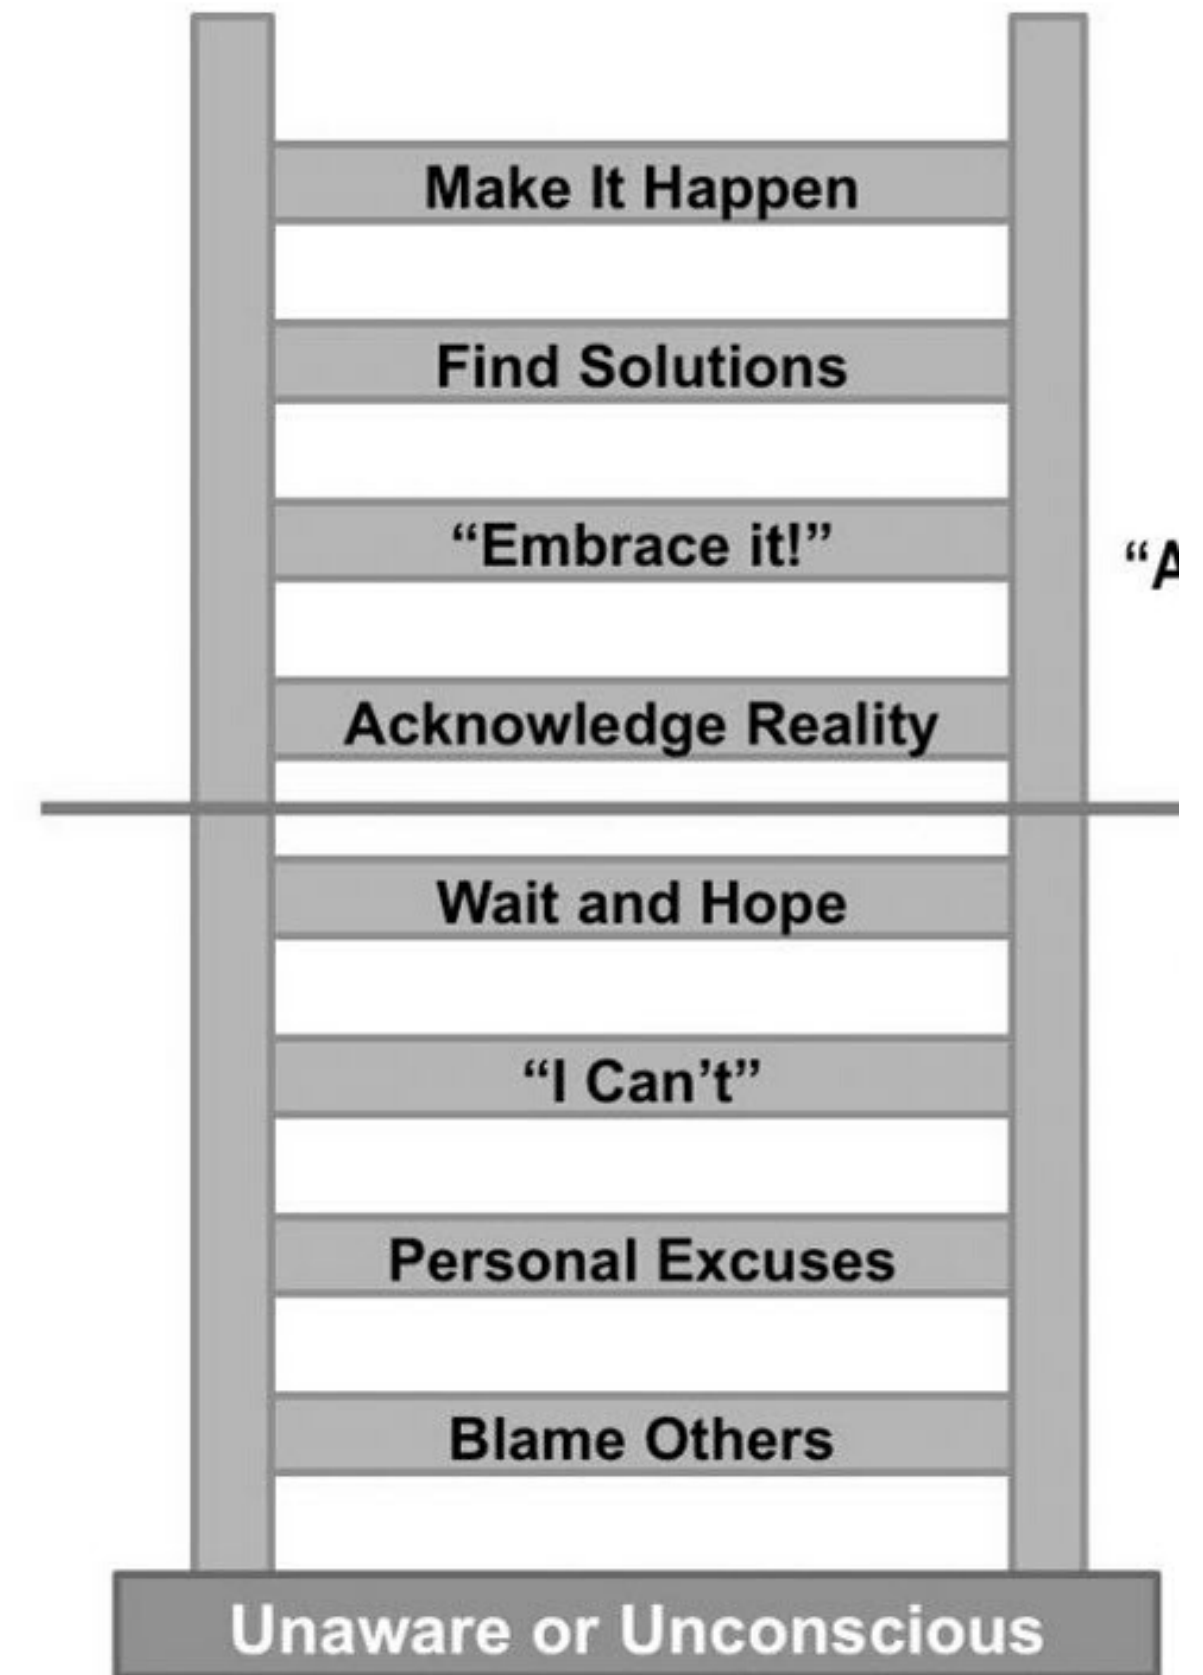 Make It Happen
Find Solutions
“Embrace it!”
Acknowledge Reality
Wait and Hope
“I Can’t”
Personal Excuses
Blame Others
Unaware or Unconscious